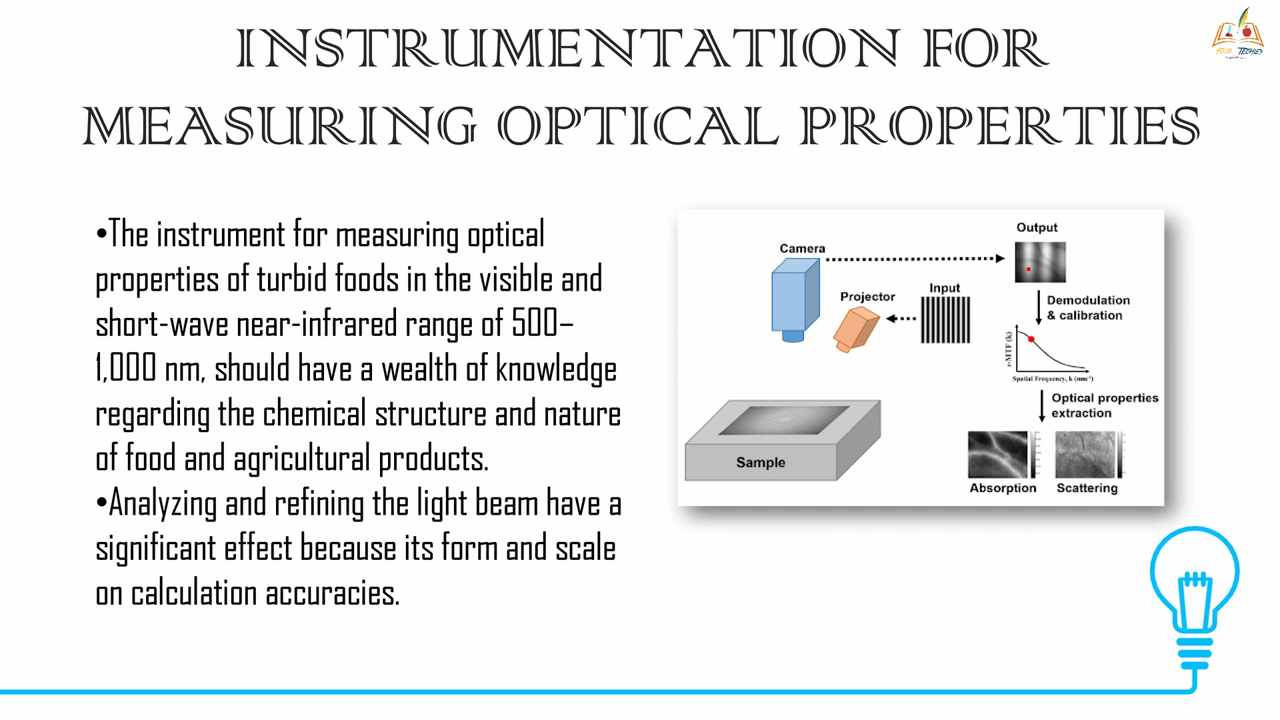 INSTRUMENTATION FOR
MEASURING OPTICAL PROPERTIES
FOOD TECHIES
•The instrument for measuring optical
properties of turbid foods in the visible and
short-wave near-infrared range of 500–
1,000 nm, should have a wealth of knowledge
regarding the chemical structure and nature
of food and agricultural products.
•Analyzing and refining the light beam have a
significant effect because its form and scale
on calculation accuracies.
Output
Camera
Input
Projector
Demodulation
& calibration
s-MTF (k)
Spatial Frequency, k (mm⁻¹)
Optical properties
extraction
Sample
Absorption
Scattering